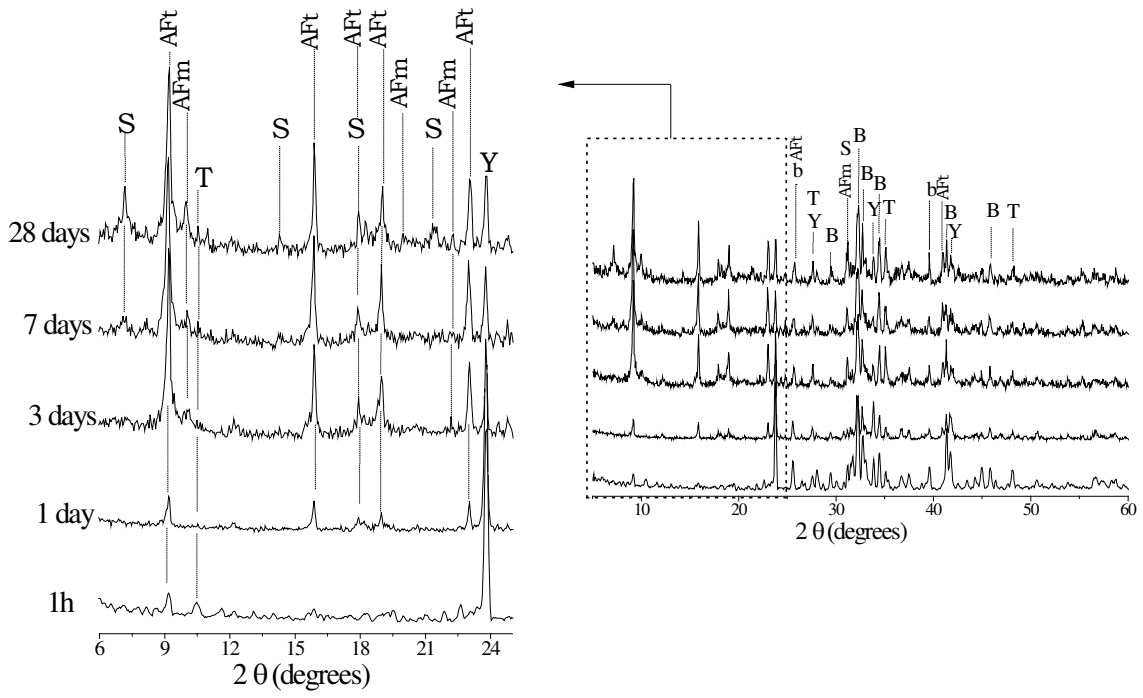 AFt AFt AFt AFt AFt
AFm AFm AFm
S S S S
T Y
28 days
7 days
3 days
1 day
1h
6 9 12 15 18 21 24
2 θ (degrees)
AFt AFm S B AFt
b B B b
T Y T B B T
Y B Y
10 20 30 40 50 60
2 θ (degrees)